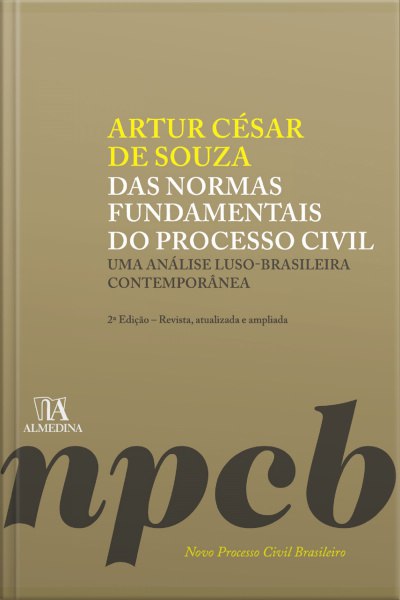 ARTUR CÉSAR
DE SOUZA
DAS NORMAS
FUNDAMENTAIS
DO PROCESSO CIVIL
UMA ANÁLISE LUSO-BRASILEIRA
CONTEMPORÂNEA
2ª Edição – Revista, atualizada e ampliada
ALMEDINA
npcb
Novo Processo Civil Brasileiro